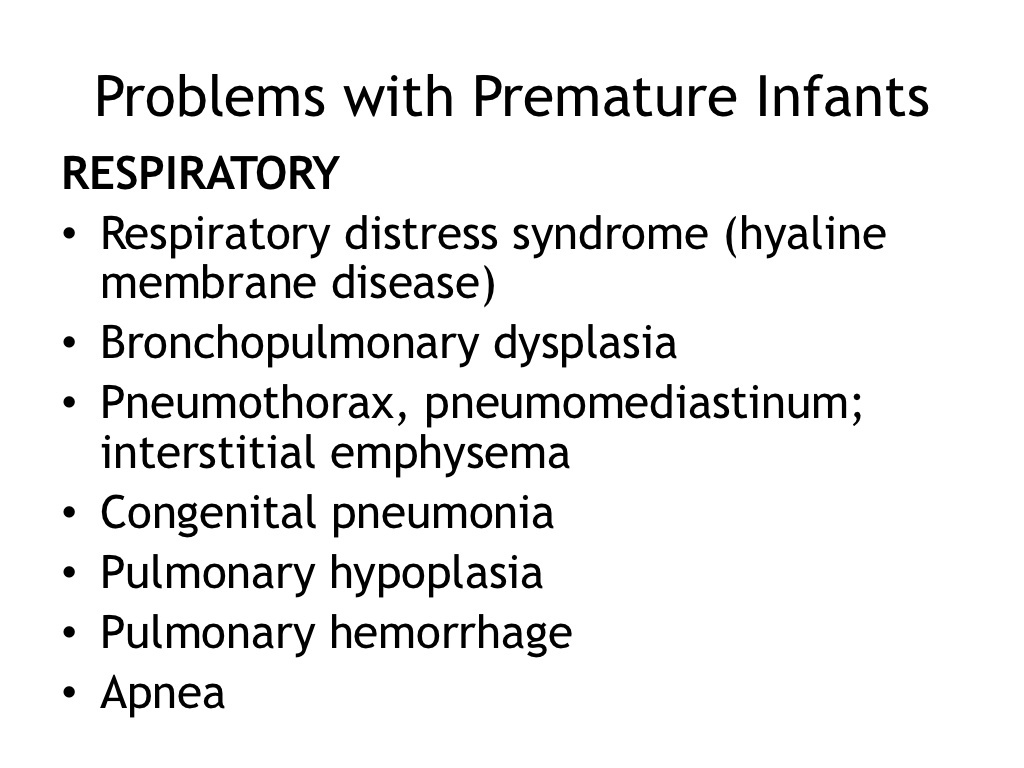 Problems with Premature Infants
RESPIRATORY
• Respiratory distress syndrome (hyaline
membrane disease)
• Bronchopulmonary dysplasia
• Pneumothorax, pneumomediastinum;
interstitial emphysema
• Congenital pneumonia
• Pulmonary hypoplasia
• Pulmonary hemorrhage
• Apnea